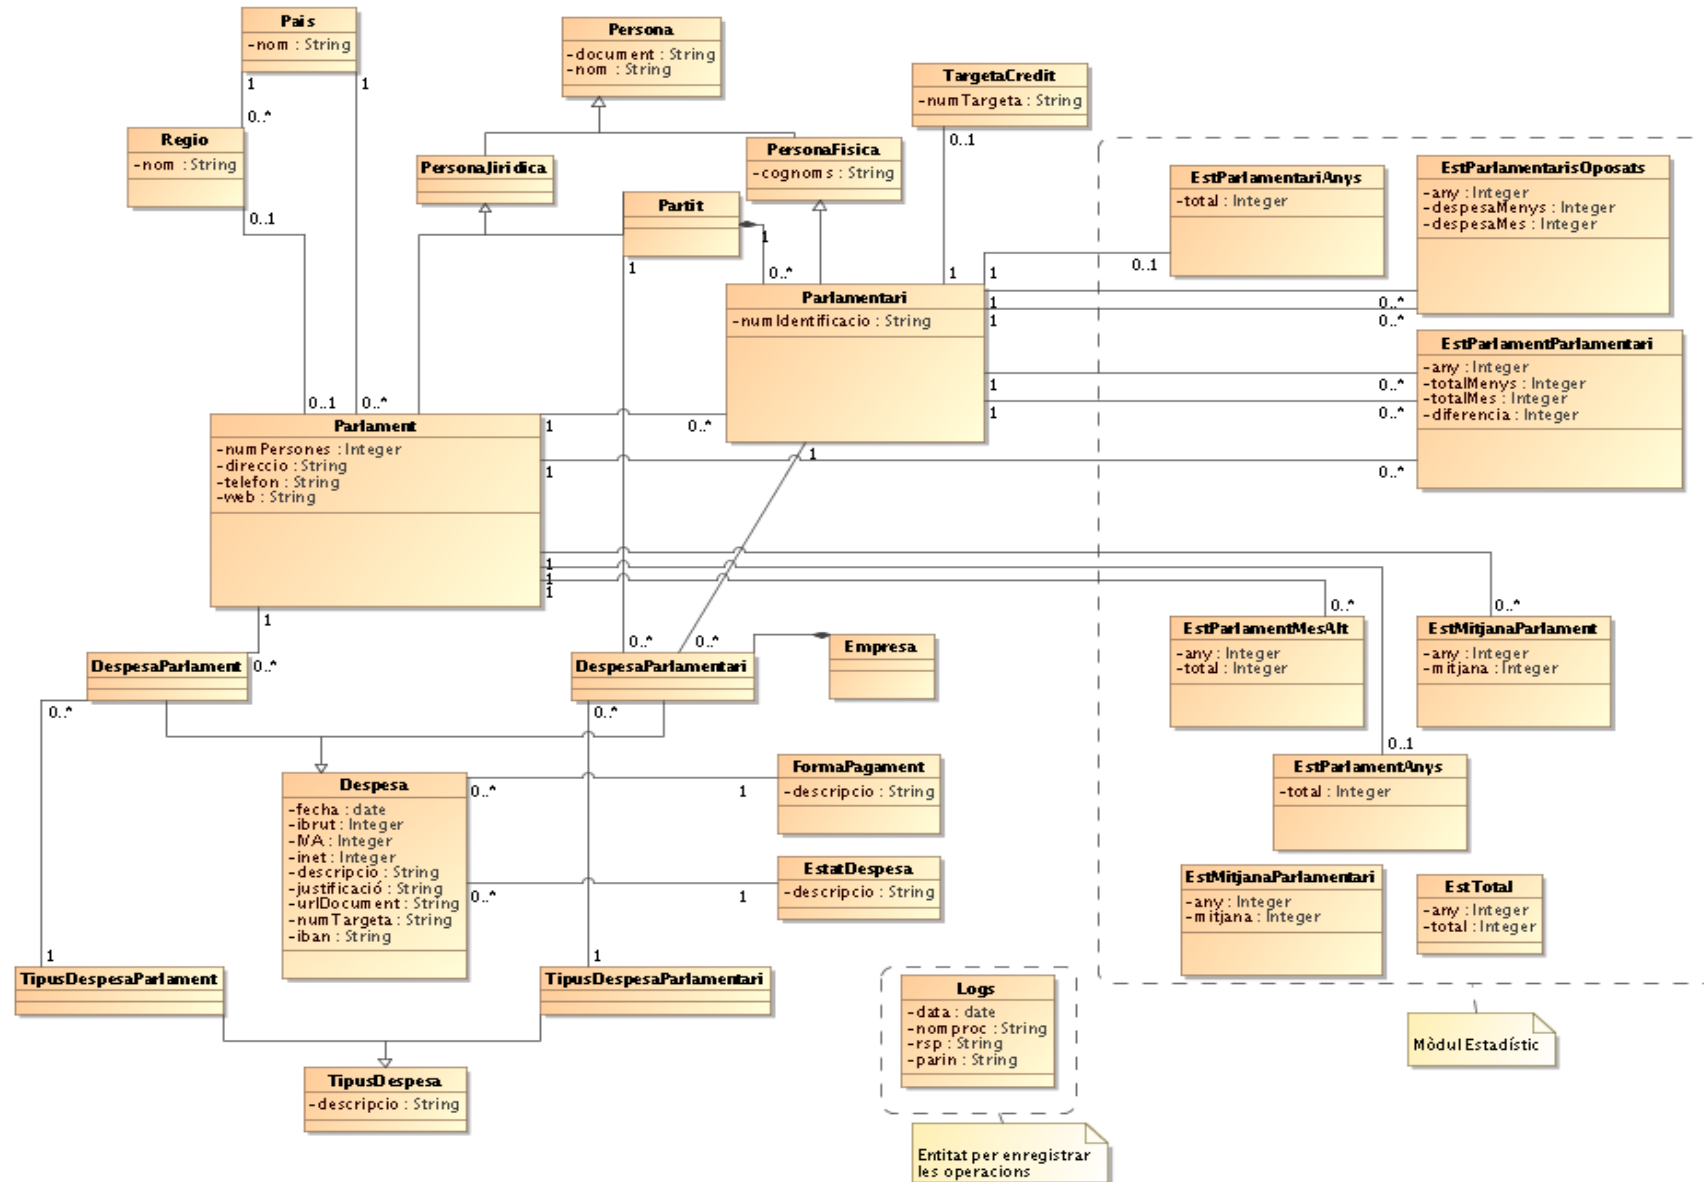 Pais
-nom : String
1
1
0..*
Regio
-nom : String
0..1
Persona
-document : String
-nom : String
PersonaJiridica
PersonaFisica
-cognoms : String
Partit
1
1
0..*
TargetaCredit
-numTargeta : String
0..1
1
Parlamentari
-numIdentificacio : String
1
0..1
1
0..*
1
0..*
1
0..*
1
0..*
EstParlamentariAnys
-total : Integer
EstParlamentarisOposats
-any : Integer
-despesaMenys : Integer
-despesaMes : Integer
EstParlamentParlamentari
-any : Integer
-totalMenys : Integer
-totalMes : Integer
-diferencia : Integer
0..1
0..*
Parlament
-numPersones : Integer
-direccio : String
-telefon : String
-web : String
1
0..*
1
0..*
1
1
1
1
1
0..*
0..*
1
0..*
0..*
DespesaParlament
DespesaParlamentari
Empresa
0..*
0..*
EstParlamentMesAlt
-any : Integer
-total : Integer
EstMitjanaParlament
-any : Integer
-mitjana : Integer
0..1
EstParlamentAnys
-total : Integer
Despesa
-fecha : date
-ibrut : Integer
-IVA : Integer
-inet : Integer
-descripcio : String
-justificació : String
-urlDocument : String
-numTargeta : String
-iban : String
0..*
1
FormaPagament
-descripcio : String
0..*
1
EstatDespesa
-descripcio : String
EstMitjanaParlamentari
-any : Integer
-mitjana : Integer
EstTotal
-any : Integer
-total : Integer
1
1
TipusDespesaParlament
TipusDespesaParlamentari
TipusDespesa
-descripcio : String
Logs
-data : date
-nomproc : String
-rsp : String
-parin : String
Mòdul Estadístic
Entitat per enregistrar
les operacions